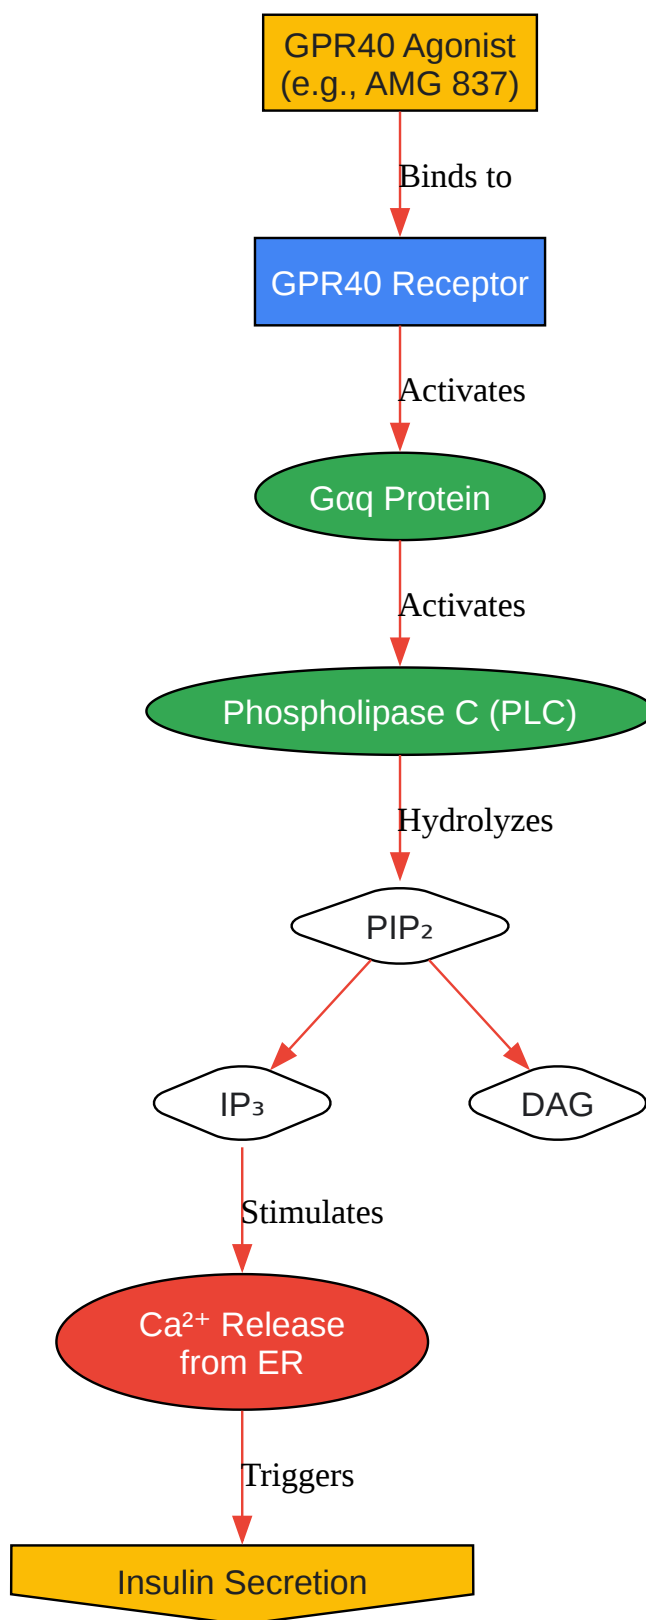 GPR40 Agonist
(e.g., AMG 837)
Binds to
GPR40 Receptor
Activates
Gαq Protein
Activates
Phospholipase C (PLC)
Hydrolyzes
PIP₂
IP₃
DAG
Stimulates
Ca²⁺ Release
from ER
Triggers
Insulin Secretion